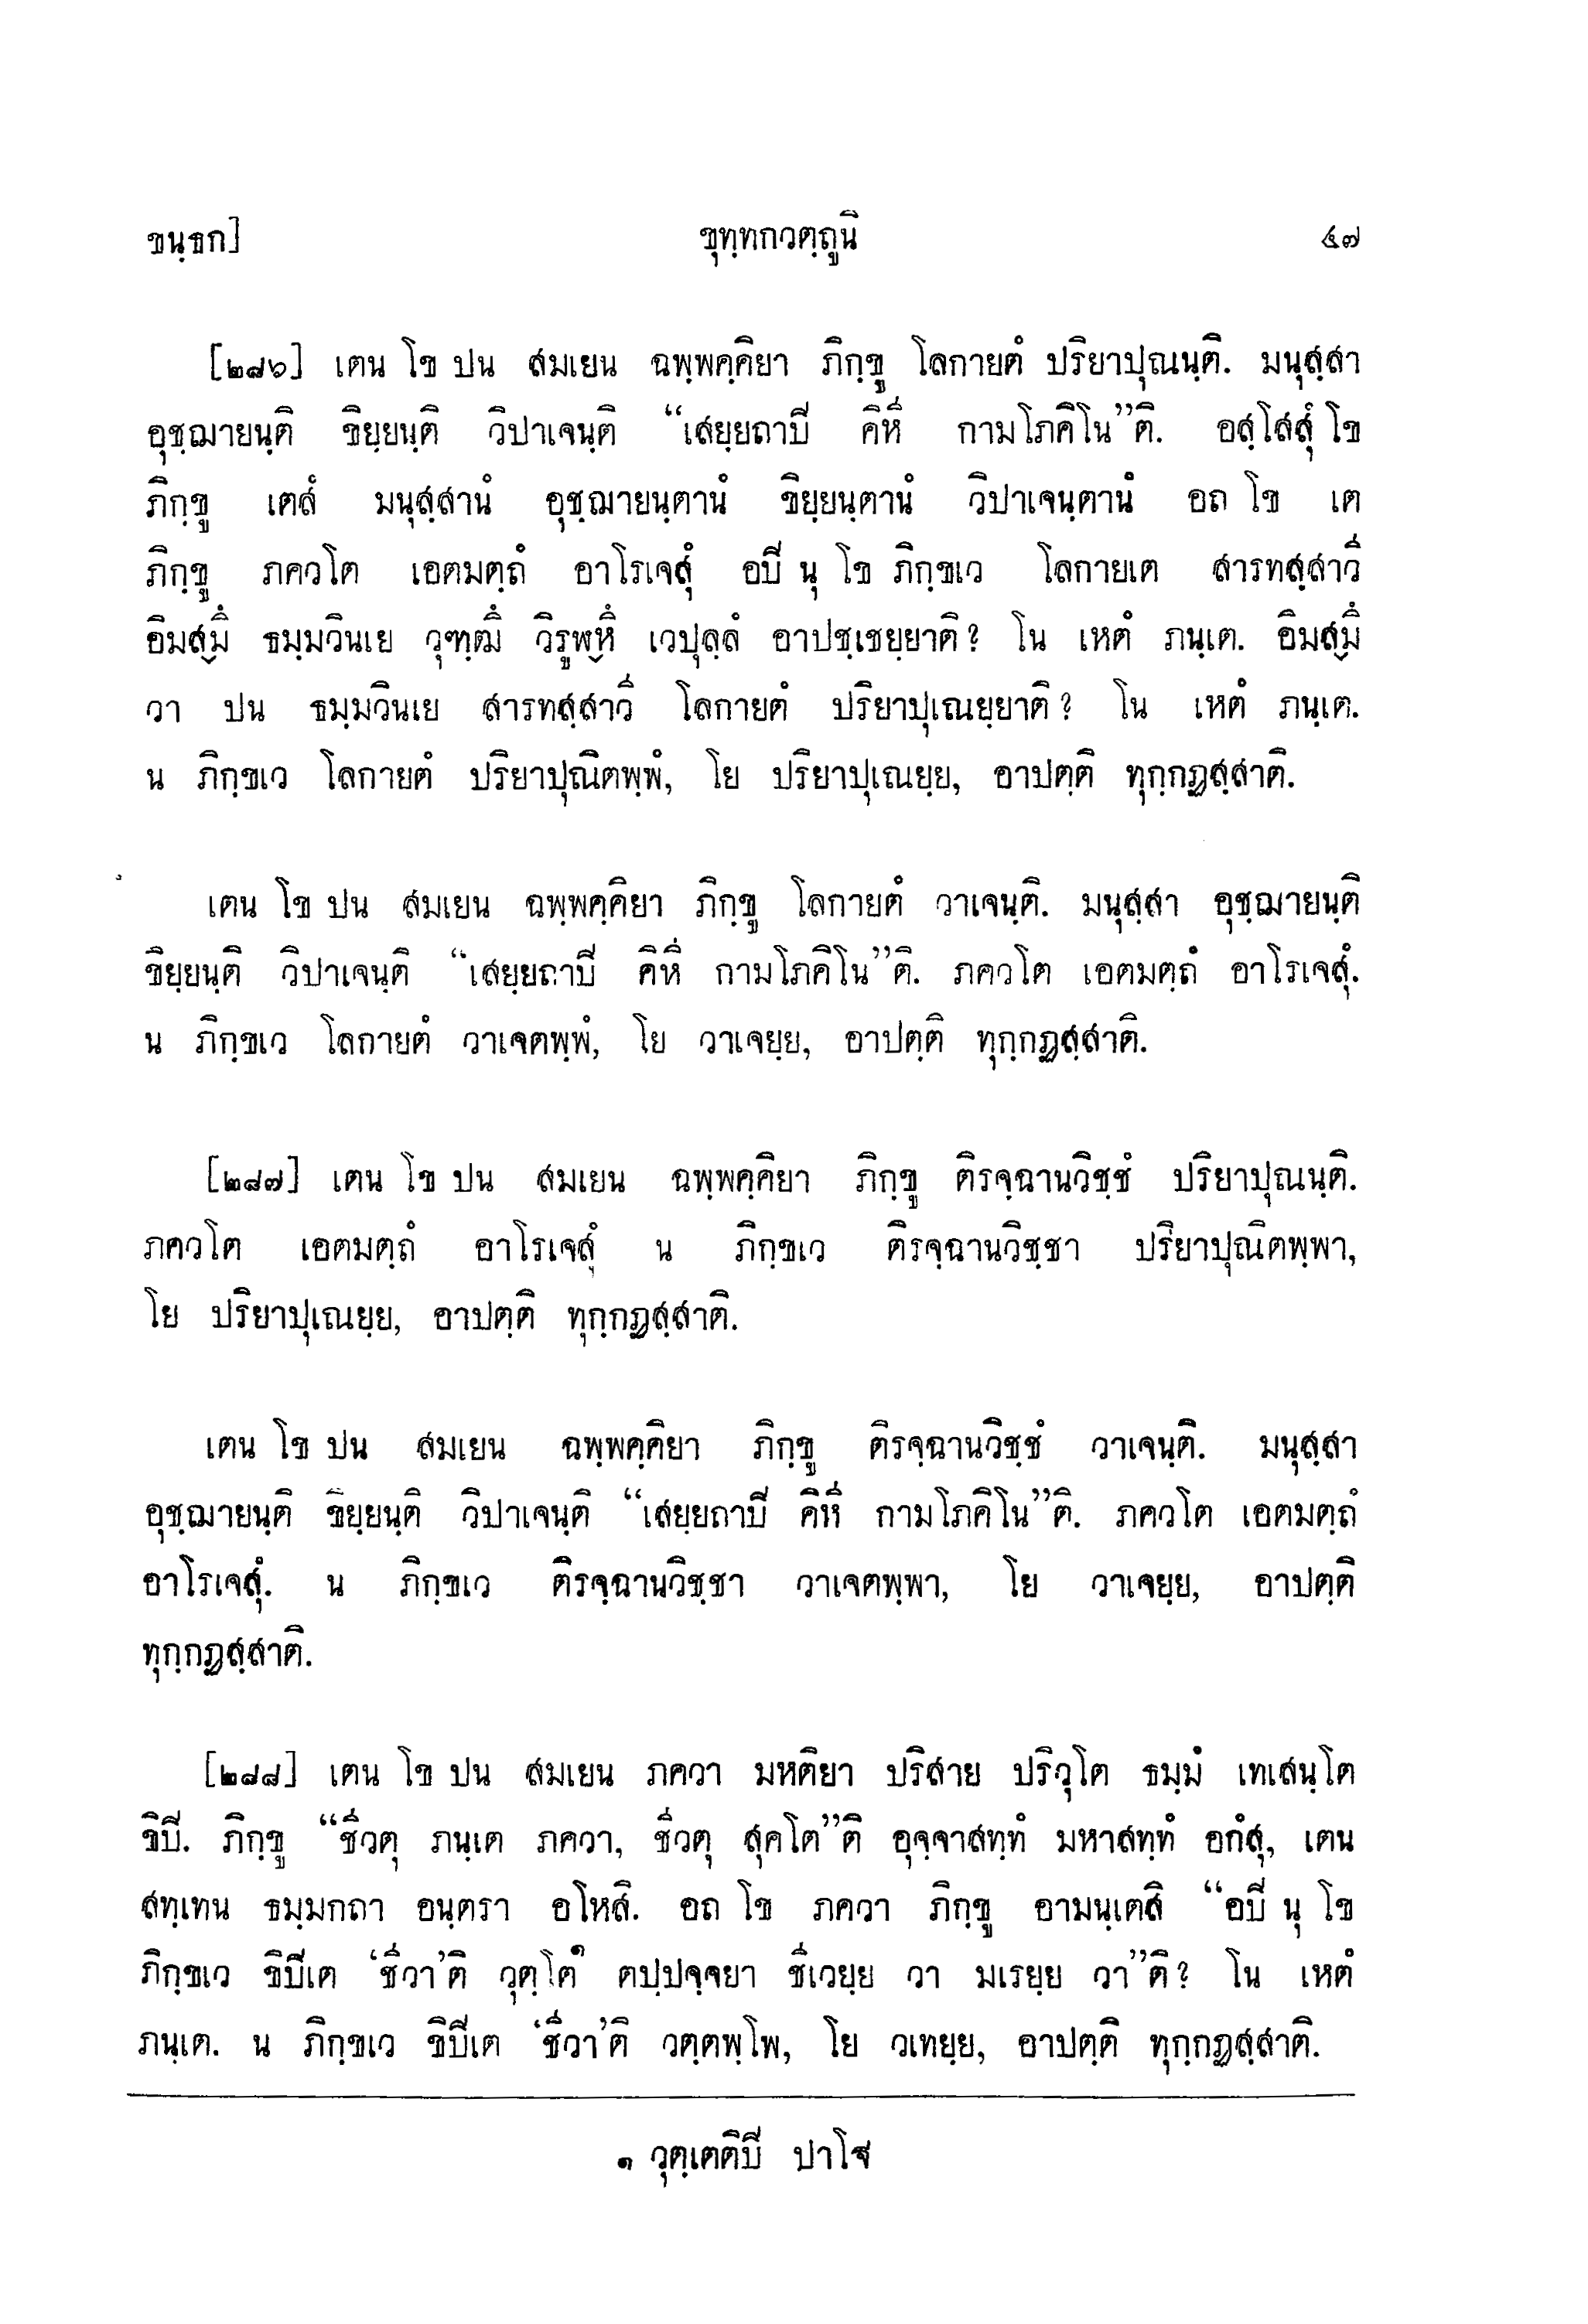 ขนฺธก] ขุทฺทกวตฺถูนิ ๕๗
[๒๘๖] เตน โข ปน สมเยน ฉพฺพคฺคิยา ภิกฺขู โลกายตํ ปริยาปุณนฺติ. มนุสฺสา
อุชฺฌายนฺติ ขิยฺยนฺติ วิปาเจนฺติ “เสยฺยถาปิ คิหี กามโภคิโน”ติ. อสฺโสสุํ โข
ภิกฺขู เตสํ มนุสฺสานํ อุชฺฌายนฺตานํ ขิยฺยนฺตานํ วิปาเจนฺตานํ อถ โข เต
ภิกฺขู ภควโต เอตมตฺถํ อาโรเจสุํ อปิ นุ โข ภิกฺขเว โลกายเต สารทสฺสาวี
อิมสฺมึ ธมฺมวินเย วุฑฺฒึ วิรูฬฺหึ เวปุลฺลํ อาปชฺเชยฺยาติ? โน เหตํ ภนฺเต. อิมสฺมึ
วา ปน ธมฺมวินเย สารทสฺสาวี โลกายตํ ปริยาปุเณยฺยาติ? โน เหตํ ภนฺเต.
น ภิกฺขเว โลกายตํ ปริยาปุณิตพฺพํ, โย ปริยาปุเณยฺย, อาปตฺติ ทุกฺกฏสฺสาติ.
เตน โข ปน สมเยน ฉพฺพคฺคิยา ภิกฺขู โลกายตํ วาเจนฺติ. มนุสฺสา อุชฺฌายนฺติ
ขิยฺยนฺติ วิปาเจนฺติ “เสยฺยถาปิ คิหี กามโภคิโน”ติ. ภควโต เอตมตฺถํ อาโรเจสุํ.
น ภิกฺขเว โลกายตํ วาเจตพฺพํ, โย วาเจยฺย, อาปตฺติ ทุกฺกฏสฺสาติ.
[๒๘๗] เตน โข ปน สมเยน ฉพฺพคฺคิยา ภิกฺขู ติรจฺฉานวิชฺชํ ปริยาปุณนฺติ.
ภควโต เอตมตฺถํ อาโรเจสุํ น ภิกฺขเว ติรจฺฉานวิชฺชา ปริยาปุณิตพฺพา,
โย ปริยาปุเณยฺย, อาปตฺติ ทุกฺกฏสฺสาติ.
เตน โข ปน สมเยน ฉพฺพคฺคิยา ภิกฺขู ติรจฺฉานวิชฺชํ วาเจนฺติ. มนุสฺสา
อุชฺฌายนฺติ ขิยฺยนฺติ วิปาเจนฺติ “เสยฺยถาปิ คิหี กามโภคิโน”ติ. ภควโต เอตมตฺถํ
อาโรเจสุํ. น ภิกฺขเว ติรจฺฉานวิชฺชา วาเจตพฺพา, โย วาเจยฺย, อาปตฺติ
ทุกฺกฏสฺสาติ.
[๒๘๘] เตน โข ปน สมเยน ภควา มหติยา ปริสาย ปริวุโต ธมฺมํ เทเสนฺโต
ขิปิ. ภิกฺขู “ชีวตุ ภนฺเต ภควา, ชีวตุ สุคโต”ติ อุจฺจาสทฺทํ มหาสทฺทํ อกํสุ, เตน
สทฺเทน ธมฺมกถา อนฺตรา อโหสิ. อถ โข ภควา ภิกฺขู อามนฺเตสิ “อปิ นุ โข
ภิกฺขเว ขิปิเต ‘ชีวา’ติ วุตฺโต๑ ตปฺปจฺจยา ชีเวยฺย วา มเรยฺย วา”ติ? โน เหตํ
ภนฺเต. น ภิกฺขเว ขิปิเต ‘ชีวา’ติ วตฺตพฺโพ, โย วเทยฺย, อาปตฺติ ทุกฺกฏสฺสาติ.
๑ วุตฺเตติปิ ปาโฐ